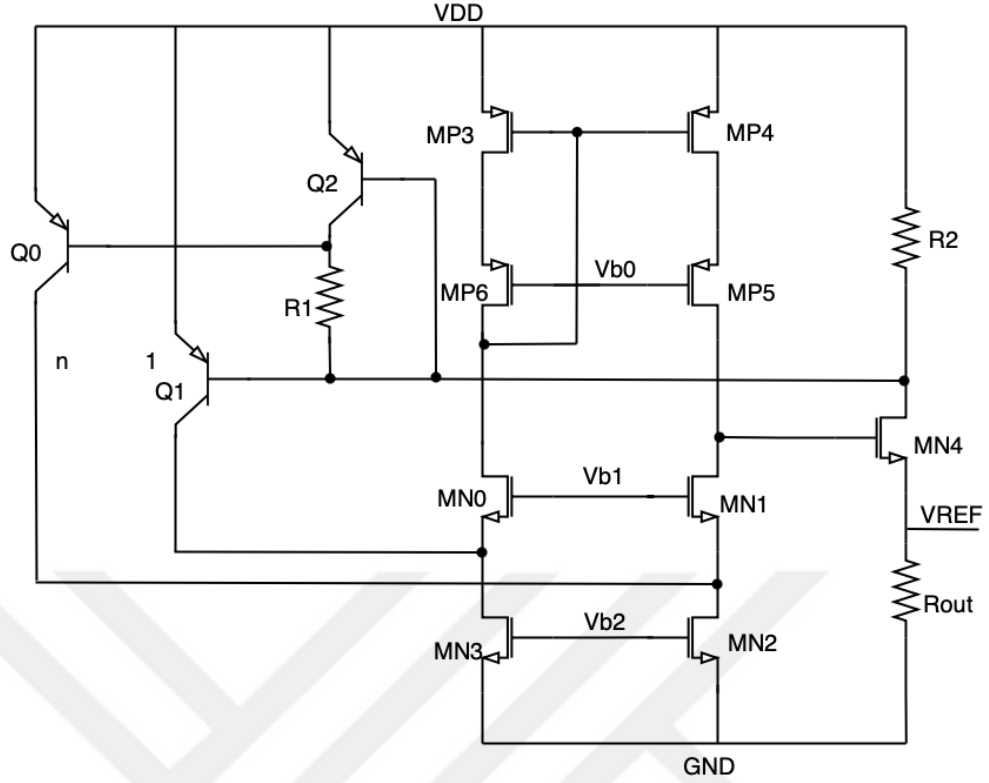 VDD
MP3
MP4
Q2
Q0
R2
Vb0
MP6
MP5
R1
n
1
Q1
MN4
Vb1
MN0
MN1
VREF
Rout
Vb2
MN3
MN2
GND